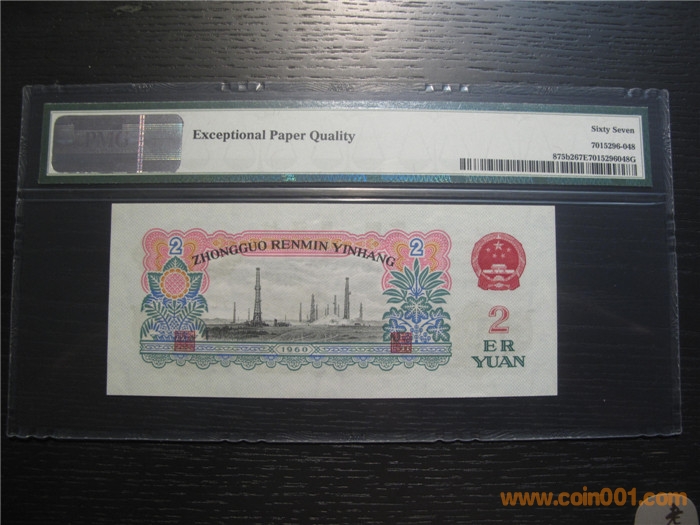 PMG
Exceptional Paper Quality
Sixty Seven
7015296-048
875b267E7015296048G
2
2
ZHONGGUO RENMIN YINHANG
1960
2
ER
YUAN
www.coin001.com